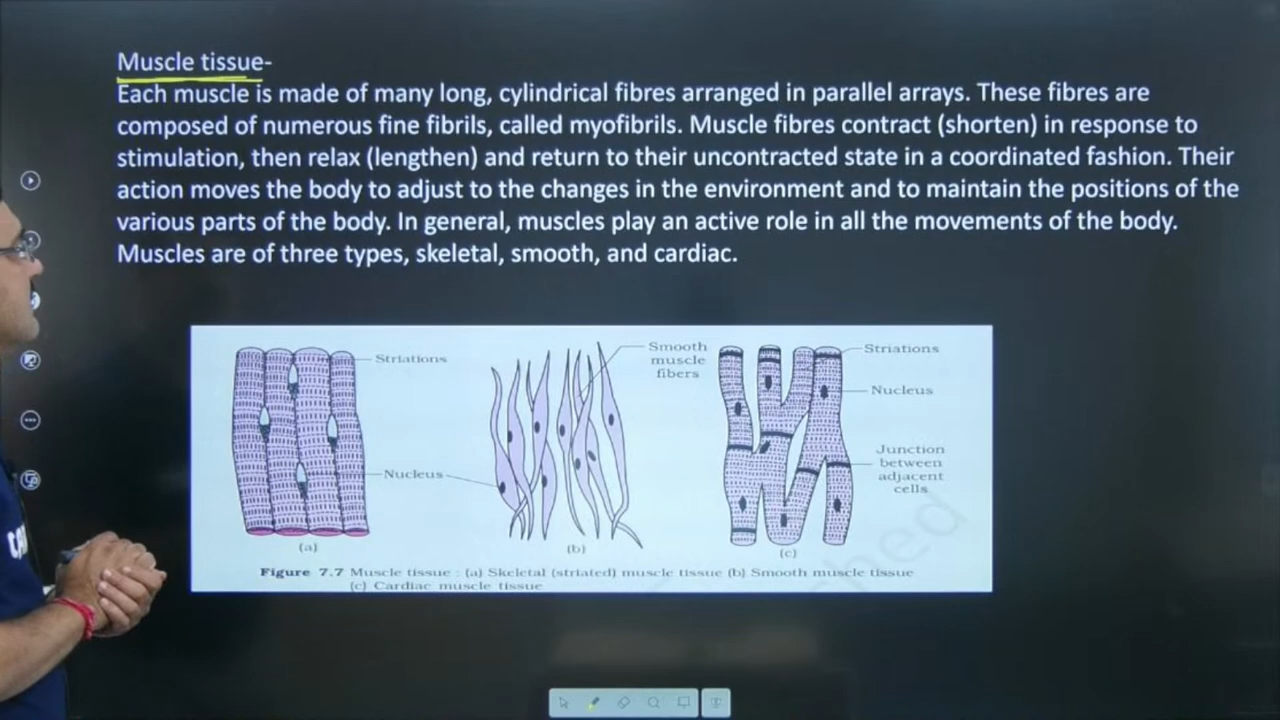 Muscle tissue-
Each muscle is made of many long, cylindrical fibres arranged in parallel arrays. These fibres are
composed of numerous fine fibrils, called myofibrils. Muscle fibres contract (shorten) in response to
stimulation, then relax (lengthen) and return to their uncontracted state in a coordinated fashion. Their
action moves the body to adjust to the changes in the environment and to maintain the positions of the
various parts of the body. In general, muscles play an active role in all the movements of the body.
Muscles are of three types, skeletal, smooth, and cardiac.
Striations
Nucleus
(a)
Smooth
muscle
fibers
(b)
Striations
Nucleus
Junction
between
adjacent
cells
(c)
Figure 7.7 Muscle tissue : (a) Skeletal (striated) muscle tissue (b) Smooth muscle tissue
(c) Cardiac muscle tissue